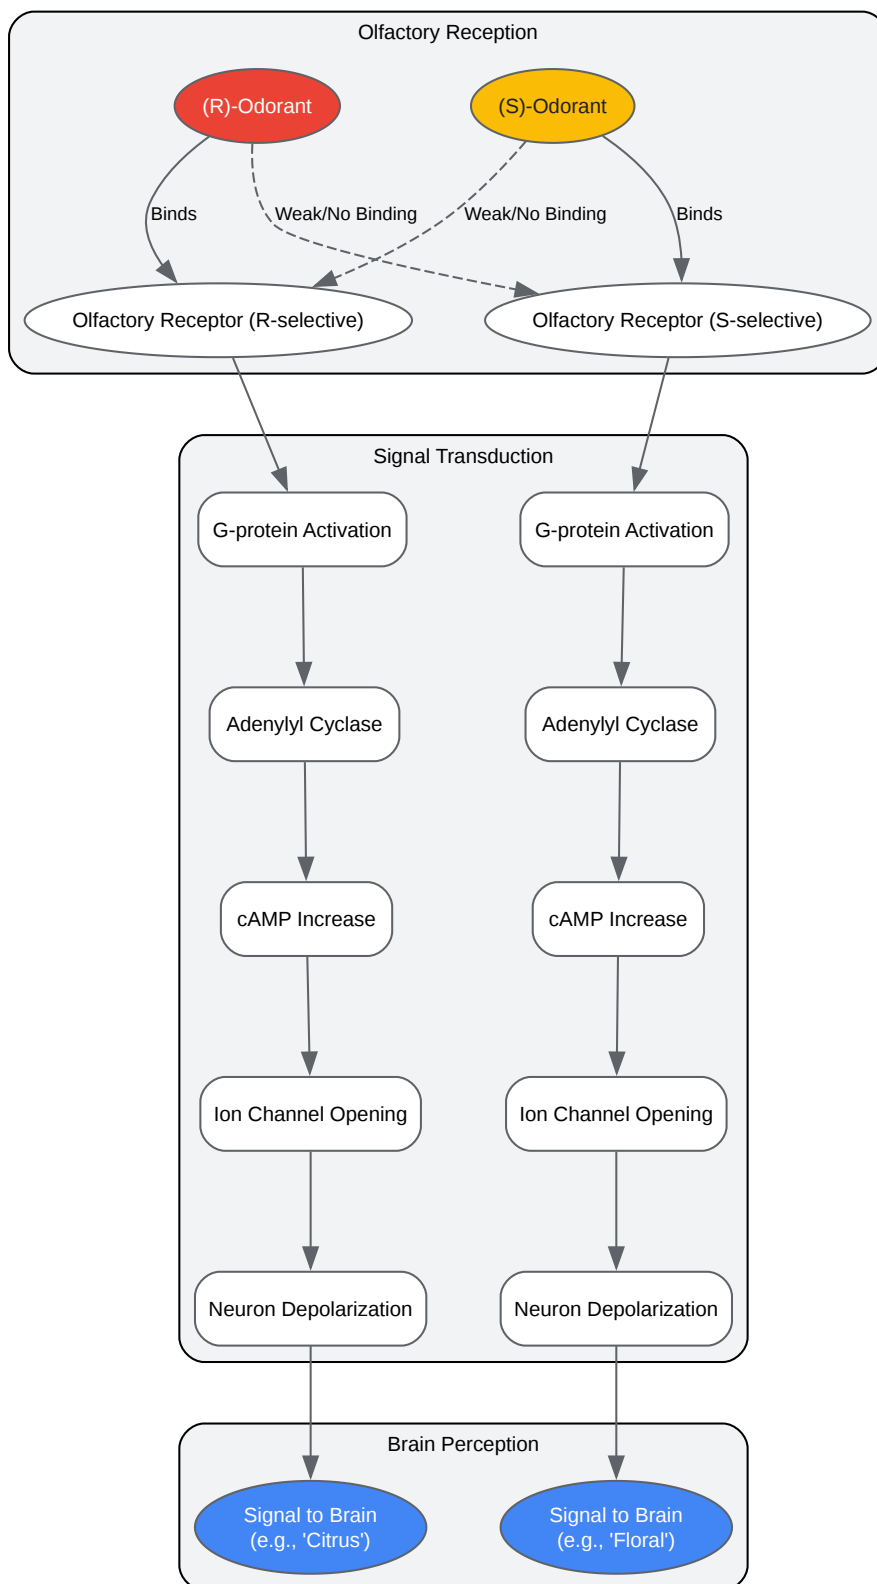 Olfactory Reception
(R)-Odorant
(S)-Odorant
Binds
Weak/No Binding
Weak/No Binding
Binds
Olfactory Receptor (R-selective)
Olfactory Receptor (S-selective)
Signal Transduction
G-protein Activation
G-protein Activation
Adenylyl Cyclase
Adenylyl Cyclase
cAMP Increase
cAMP Increase
Ion Channel Opening
Ion Channel Opening
Neuron Depolarization
Neuron Depolarization
Brain Perception
Signal to Brain
(e.g., 'Citrus')
Signal to Brain
(e.g., 'Floral')